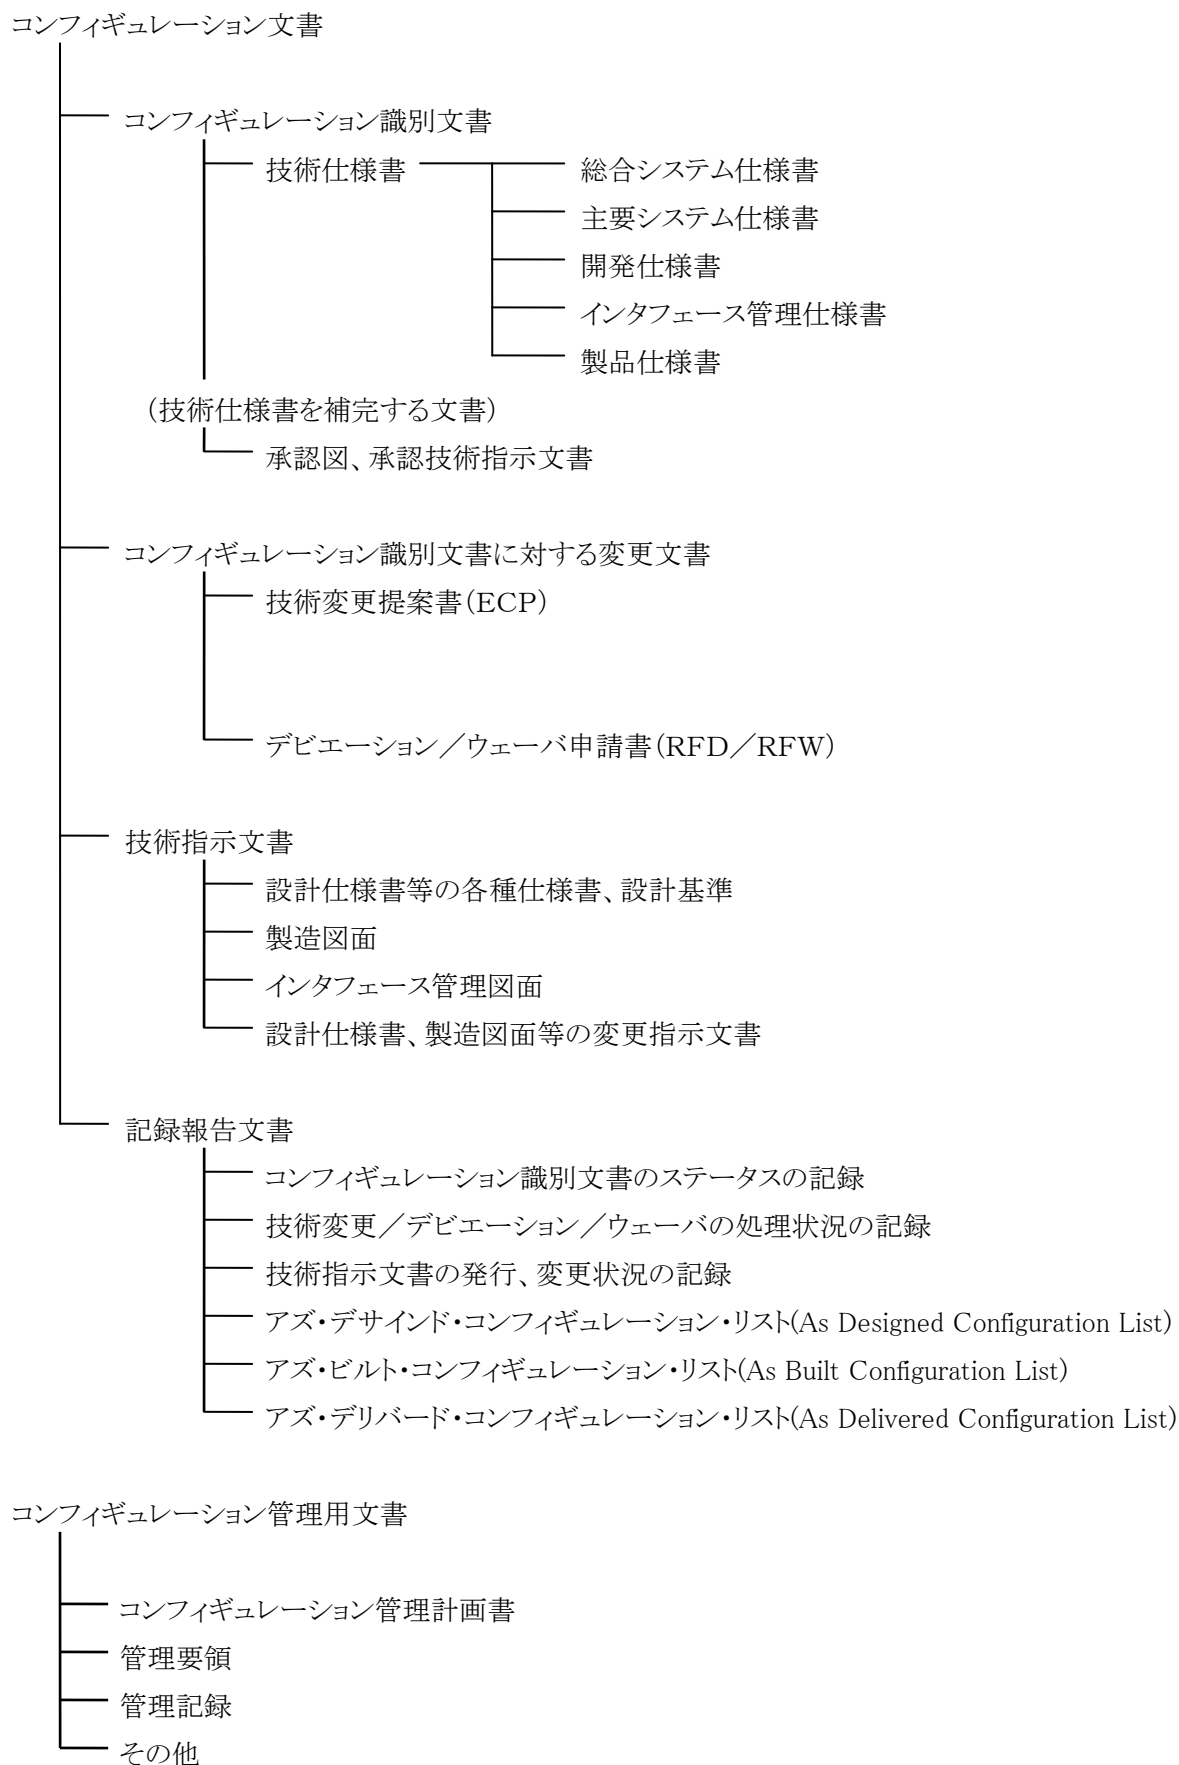 コンフィギュレーション文書
コンフィギュレーション識別文書
技術仕様書 総合システム仕様書
主要システム仕様書
開発仕様書
インタフェース管理仕様書
製品仕様書
(技術仕様書を補完する文書)
承認図、承認技術指示文書
コンフィギュレーション識別文書に対する変更文書
技術変更提案書(ECP)
デビエーション/ウェーバ申請書(RFD/RFW)
技術指示文書
設計仕様書等の各種仕様書、設計基準
製造図面
インタフェース管理図面
設計仕様書、製造図面等の変更指示文書
記録報告文書
コンフィギュレーション識別文書のステータスの記録
技術変更/デビエーション/ウェーバの処理状況の記録
技術指示文書の発行、変更状況の記録
アズ・デサインド・コンフィギュレーション・リスト(As Designed Configuration List)
アズ・ビルト・コンフィギュレーション・リスト(As Built Configuration List)
アズ・デリバード・コンフィギュレーション・リスト(As Delivered Configuration List)
コンフィギュレーション管理用文書
コンフィギュレーション管理計画書
管理要領
管理記録
その他